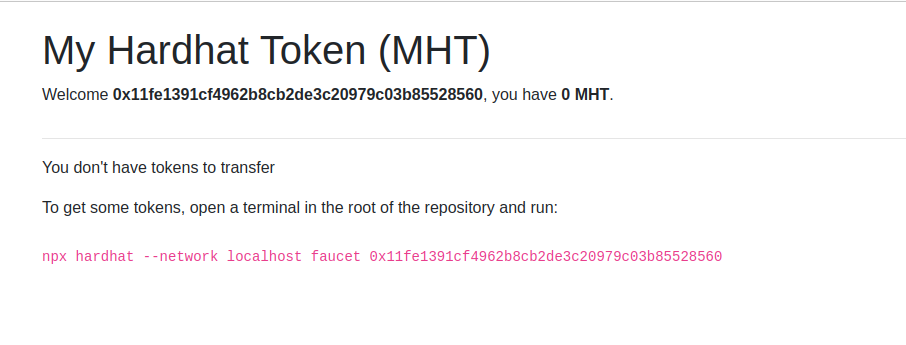 My Hardhat Token (MHT)
Welcome 0x11fe1391cf4962b8cb2de3c20979c03b85528560, you have 0 MHT.
You don't have tokens to transfer
To get some tokens, open a terminal in the root of the repository and run:
npx hardhat --network localhost faucet 0x11fe1391cf4962b8cb2de3c20979c03b85528560